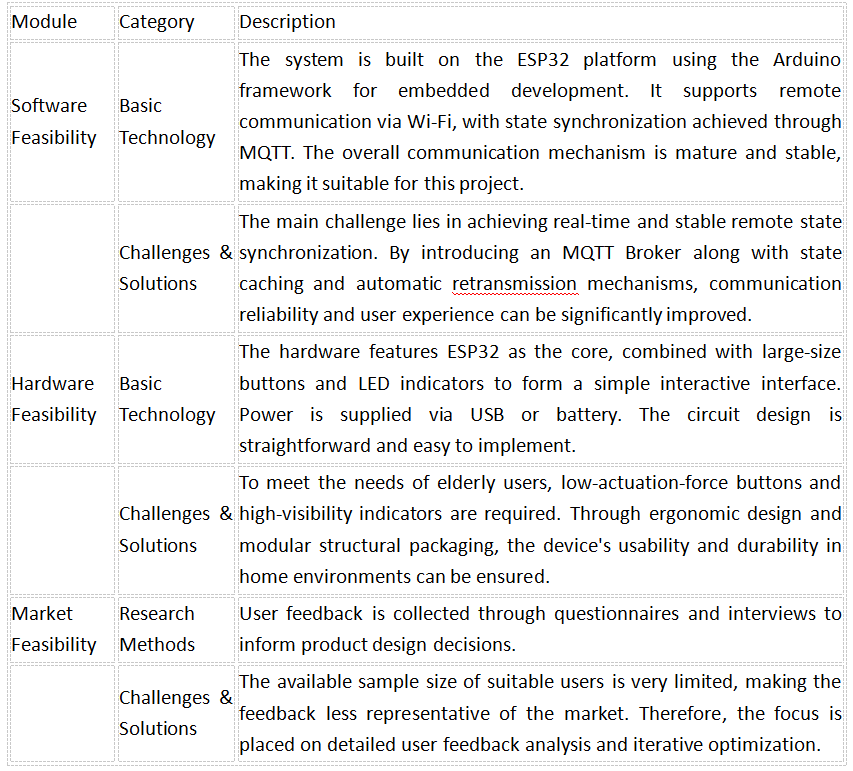 Module Category Description
The system is built on the ESP32 platform using the Arduino
framework for embedded development. It supports remote
Software Feasibility
Basic Technology
communication via Wi-Fi, with state synchronization achieved through
MQTT. The overall communication mechanism is mature and stable,
making it suitable for this project.
Challenges & Solutions
The main challenge lies in achieving real-time and stable remote state
synchronization. By introducing an MQTT Broker along with state
caching and automatic retransmission mechanisms, communication
reliability and user experience can be significantly improved.
Hardware Feasibility
Basic Technology
The hardware features ESP32 as the core, combined with large-size
buttons and LED indicators to form a simple interactive interface.
Power is supplied via USB or battery. The circuit design is
straightforward and easy to implement.
Challenges & Solutions
To meet the needs of elderly users, low-actuation-force buttons and
high-visibility indicators are required. Through ergonomic design and
modular structural packaging, the device's usability and durability in
home environments can be ensured.
Market Feasibility
Research Methods
User feedback is collected through questionnaires and interviews to
inform product design decisions.
Challenges & Solutions
The available sample size of suitable users is very limited, making the
feedback less representative of the market. Therefore, the focus is
placed on detailed user feedback analysis and iterative optimization.